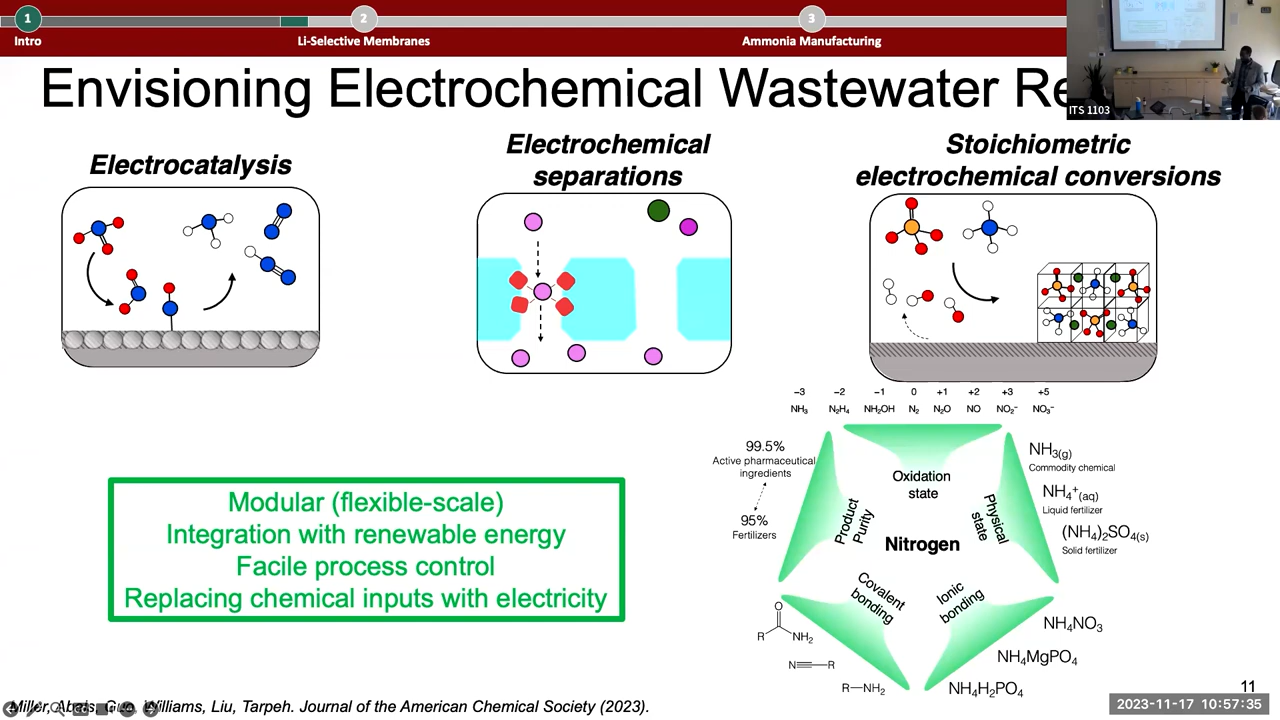 1
2
3
Intro
Li-Selective Membranes
Ammonia Manufacturing
Envisioning Electrochemical Wastewater Re
ITS 1103
Electrocatalysis
Electrochemical
separations
Stoichiometric
electrochemical conversions
–3 –2 –1 0 +1 +2 +3 +5
NH₃ N₂H₄ NH₂OH N₂ N₂O NO NO₂⁻ NO₃⁻
99.5%
Active pharmaceutical
ingredients
95%
Fertilizers
Oxidation
state
Product
Purity
Physical
state
Nitrogen
Covalent
bonding
Ionic
bonding
NH₃(g)
Commodity chemical
NH₄⁺(aq)
Liquid fertilizer
(NH₄)₂SO₄(s)
Solid fertilizer
O
R NH₂
N≡—R
R—NH₂
NH₄NO₃
NH₄MgPO₄
NH₄H₂PO₄
Modular (flexible-scale)
Integration with renewable energy
Facile process control
Replacing chemical inputs with electricity
Miller, Williams, Liu, Tarpeh. Journal of the American Chemical Society (2023).
11
2023-11-17 10:57:35